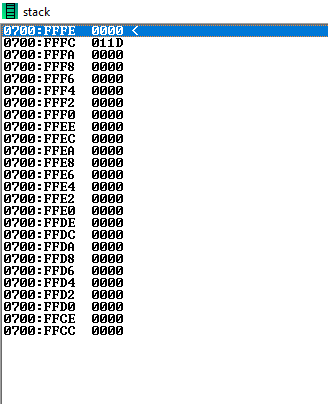 stack
0700:FFFE 0000 <
0700:FFFC 011D
0700:FFFA 0000
0700:FFF8 0000
0700:FFF6 0000
0700:FFF4 0000
0700:FFF2 0000
0700:FFF0 0000
0700:FFEE 0000
0700:FFEC 0000
0700:FFEA 0000
0700:FFE8 0000
0700:FFE6 0000
0700:FFE4 0000
0700:FFE2 0000
0700:FFE0 0000
0700:FFDE 0000
0700:FFDC 0000
0700:FFDA 0000
0700:FFD8 0000
0700:FFD6 0000
0700:FFD4 0000
0700:FFD2 0000
0700:FFD0 0000
0700:FFCE 0000
0700:FFCC 0000